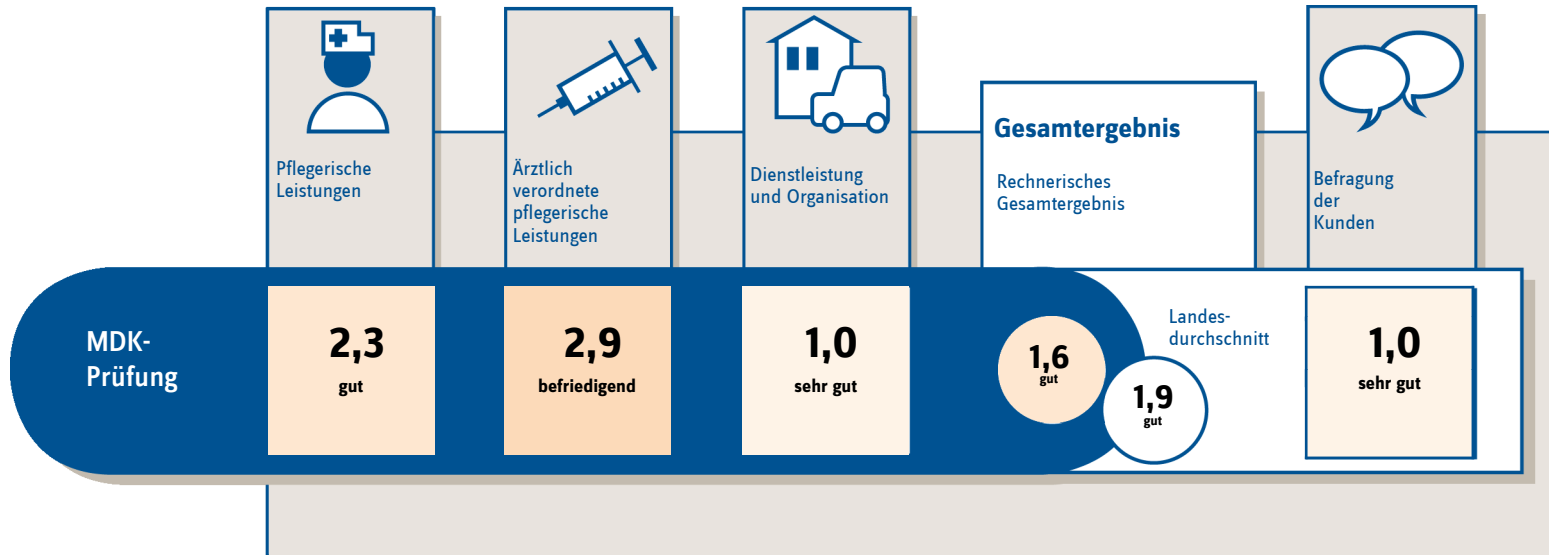 Pflegerische
Leistungen
Ärztlich
verordnete
pflegerische
Leistungen
Dienstleistung
und Organisation
Gesamtergebnis
Rechnerisches
Gesamtergebnis
Befragung
der
Kunden
MDK-
Prüfung
2,3
gut
2,9
befriedigend
1,0
sehr gut
1,6
gut
Landes-
durchschnitt
1,9
gut
1,0
sehr gut